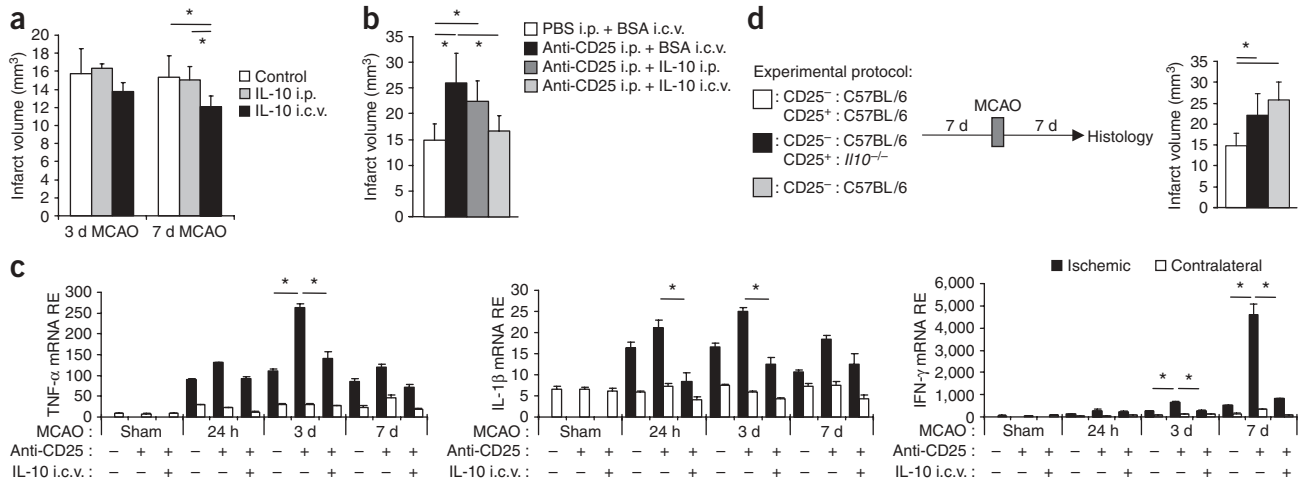 a
Infarct volume (mm³)
20
18
16
14
12
10
8
6
4
2
0
3 d MCAO
7 d MCAO
*
*
Control
IL-10 i.p.
IL-10 i.c.v.
b
Infarct volume (mm³)
35
30
25
20
15
10
5
0
*
* *
PBS i.p. + BSA i.c.v.
Anti-CD25 i.p. + BSA i.c.v.
Anti-CD25 i.p. + IL-10 i.p.
Anti-CD25 i.p. + IL-10 i.c.v.
d
Experimental protocol:
: CD25⁻ : C57BL/6
CD25⁺ : C57BL/6
: CD25⁻ : C57BL/6
CD25⁺ : Il10⁻/⁻
: CD25⁻ : C57BL/6
MCAO
7 d 7 d
Histology
Infarct volume (mm³)
35
30
25
20
15
10
5
0
*
c
TNF-α mRNA RE
300
250
200
150
100
50
0
* *
MCAO : Sham 24 h 3 d 7 d
Anti-CD25 : – + + – + + – + + – + +
IL-10 i.c.v. : – – + – – + – – + – – +
IL-1β mRNA RE
30
25
20
15
10
5
0
* *
MCAO : Sham 24 h 3 d 7 d
Anti-CD25 : – + + – + + – + + – + +
IL-10 i.c.v. : – – + – – + – – + – – +
Ischemic Contralateral
IFN-γ mRNA RE
6,000
5,000
4,000
3,000
2,000
1,000
0
* *
* *
MCAO : Sham 24 h 3 d 7 d
Anti-CD25 : – + + – + + – + + – + +
IL-10 i.c.v. : – – + – – + – – + – – +